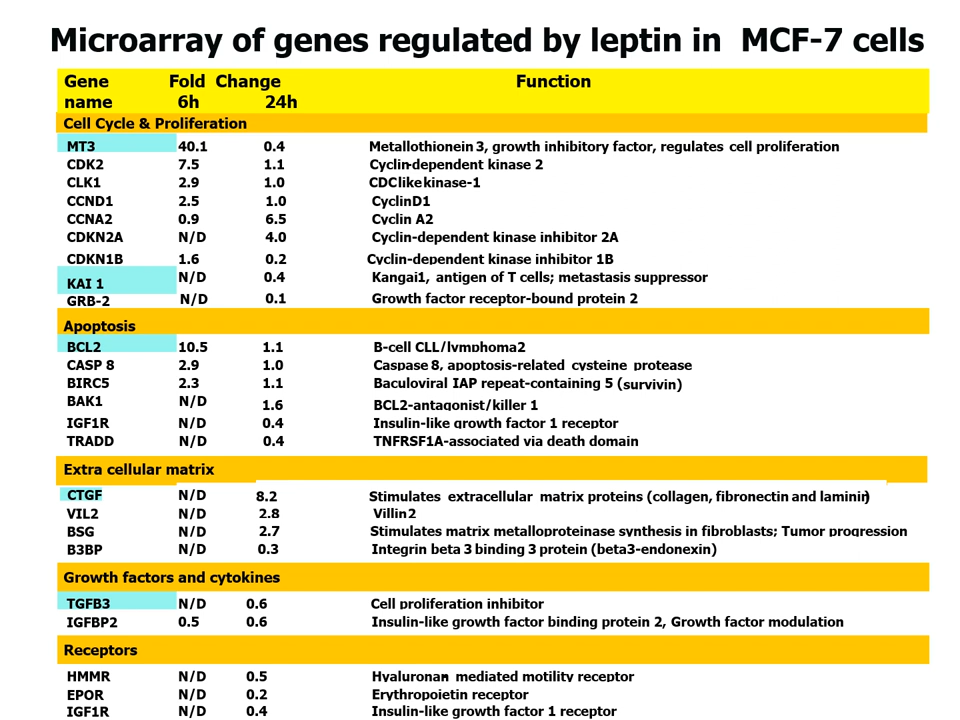 Microarray of genes regulated by leptin in MCF-7 cells
Gene Fold Change Function
name 6h 24h
Cell Cycle & Proliferation
MT3 40.1 0.4 Metallothionein 3, growth inhibitory factor, regulates cell proliferation
CDK2 7.5 1.1 Cyclin-dependent kinase 2
CLK1 2.9 1.0 CDC like kinase-1
CCND1 2.5 1.0 Cyclin D1
CCNA2 0.9 6.5 Cyclin A2
CDKN2A N/D 4.0 Cyclin-dependent kinase inhibitor 2A
CDKN1B 1.6 0.2 Cyclin-dependent kinase inhibitor 1B
KAI 1 N/D 0.4 Kangai1, antigen of T cells; metastasis suppressor
GRB-2 N/D 0.1 Growth factor receptor-bound protein 2
Apoptosis
BCL2 10.5 1.1 B-cell CLL/lymphoma2
CASP 8 2.9 1.0 Caspase 8, apoptosis-related cysteine protease
BIRC5 2.3 1.1 Baculoviral IAP repeat-containing 5 (survivin)
BAK1 N/D 1.6 BCL2-antagonist/killer 1
IGF1R N/D 0.4 Insulin-like growth factor 1 receptor
TRADD N/D 0.4 TNFRSF1A-associated via death domain
Extra cellular matrix
CTGF N/D 8.2 Stimulates extracellular matrix proteins (collagen, fibronectin and laminin)
VIL2 N/D 2.8 Villin 2
BSG N/D 2.7 Stimulates matrix metalloproteinase synthesis in fibroblasts; Tumor progression
B3BP N/D 0.3 Integrin beta 3 binding 3 protein (beta3-endonexin)
Growth factors and cytokines
TGFB3 N/D 0.6 Cell proliferation inhibitor
IGFBP2 0.5 0.6 Insulin-like growth factor binding protein 2, Growth factor modulation
Receptors
HMMR N/D 0.5 Hyaluronan- mediated motility receptor
EPOR N/D 0.2 Erythropoietin receptor
IGF1R N/D 0.4 Insulin-like growth factor 1 receptor